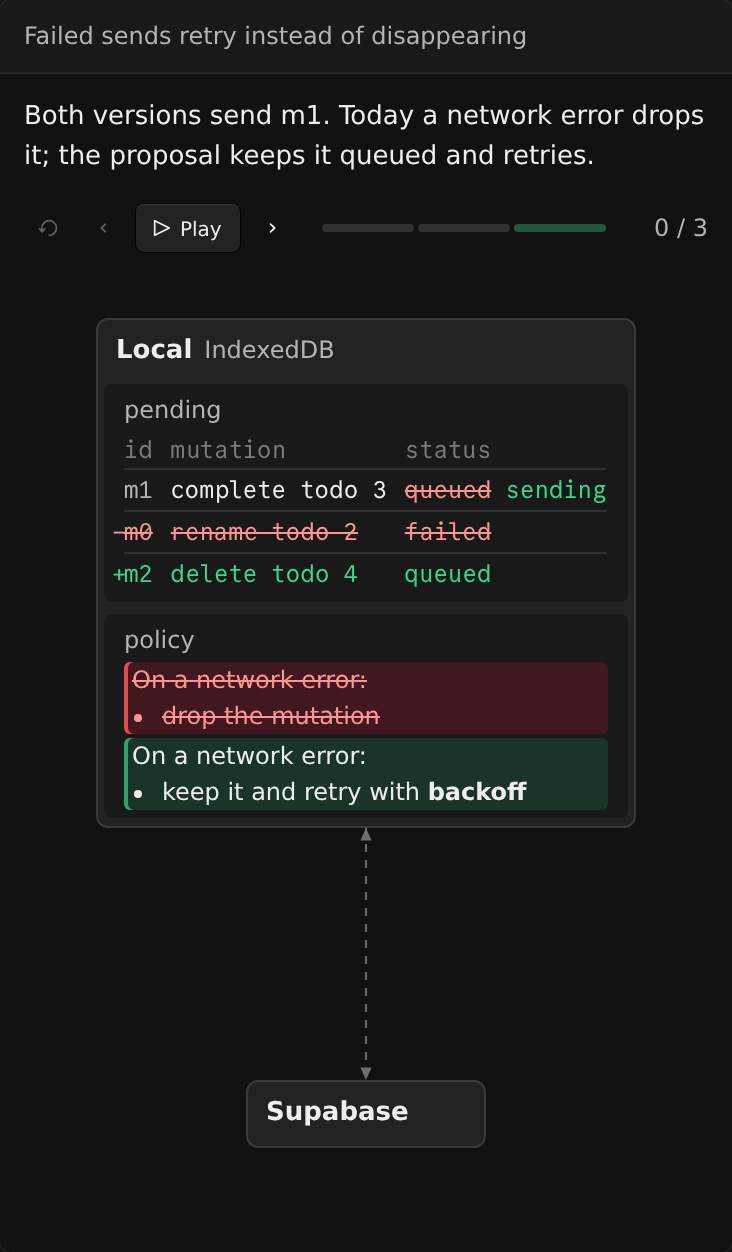 Failed sends retry instead of disappearing
Both versions send m1. Today a network error drops
it; the proposal keeps it queued and retries.
Play
0 / 3
Local IndexedDB
pending
id mutation status
m1 complete todo 3 queued sending
−m0 rename todo 2 failed
+m2 delete todo 4 queued
policy
On a network error:
• drop the mutation
On a network error:
• keep it and retry with backoff
Supabase